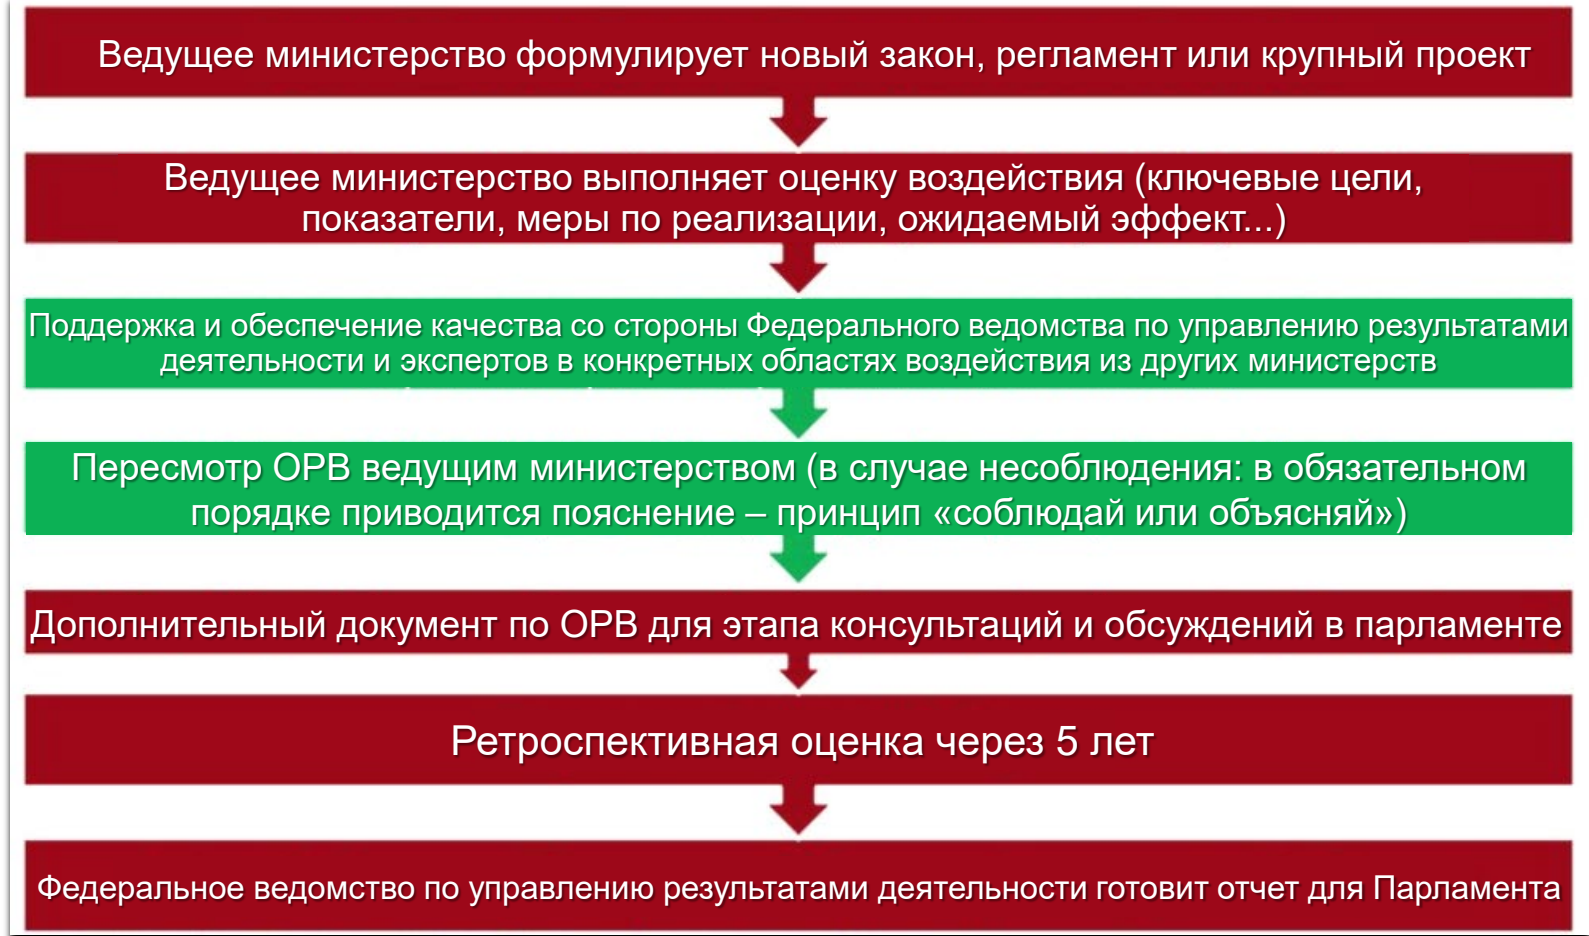 Ведущее министерство формулирует новый закон, регламент или крупный проект
Ведущее министерство выполняет оценку воздействия (ключевые цели,
показатели, меры по реализации, ожидаемый эффект...)
Поддержка и обеспечение качества со стороны Федерального ведомства по управлению результатами
деятельности и экспертов в конкретных областях воздействия из других министерств
Пересмотр ОРВ ведущим министерством (в случае несоблюдения: в обязательном
порядке приводится пояснение – принцип «соблюдай или объясняй»)
Дополнительный документ по ОРВ для этапа консультаций и обсуждений в парламенте
Ретроспективная оценка через 5 лет
Федеральное ведомство по управлению результатами деятельности готовит отчет для Парламента